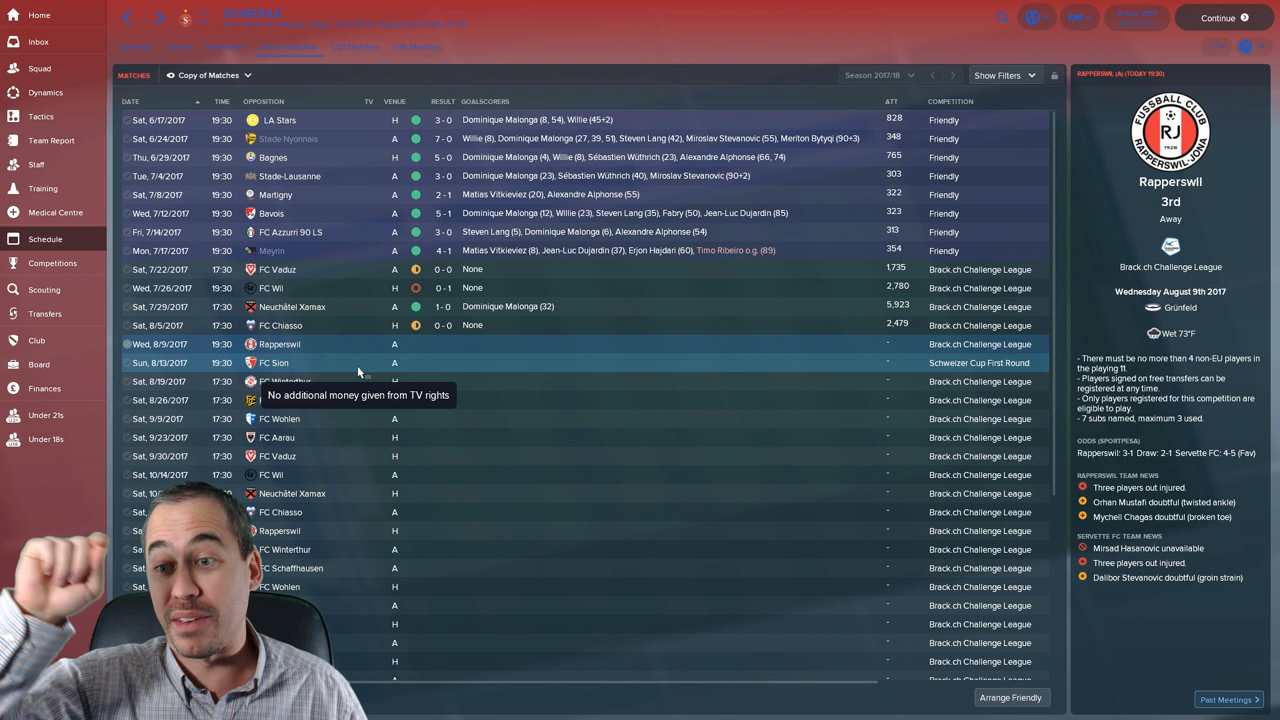 SCHEDULE
Home
Inbox
Squad
Dynamics
Tactics
Team Report
Staff
Training
Medical Centre
Schedule
Competitions
Scouting
Transfers
Club
Board
Finances
Under 21s
Under 18s
FM
Continue
MATCHES Copy of Matches Season 2017/18 Show Filters
DATE TIME OPPOSITION TV VENUE RESULT GOALSCORERS ATT COMPETITION
Sat, 6/17/2017 19:30 LA Stars H 3 - 0 Dominique Malonga (8, 54), Willie (45+2) 828 Friendly
Sat, 6/24/2017 19:30 Stade Nyonnais A 7 - 0 Willie (8), Dominique Malonga (27, 39, 51), Steven Lang (42), Miroslav Stevanovic (55), Meriton Bytyqi (90+3) 348 Friendly
Thu, 6/29/2017 19:30 Bagnes H 5 - 0 Dominique Malonga (4), Willie (8), Sébastien Wüthrich (23), Alexandre Alphonse (66, 74) 765 Friendly
Tue, 7/4/2017 19:30 Stade-Lausanne A 3 - 0 Dominique Malonga (23), Sébastien Wüthrich (40), Miroslav Stevanovic (90+2) 303 Friendly
Sat, 7/8/2017 19:30 Martigny A 2 - 1 Matias Vitkieviez (20), Alexandre Alphonse (55) 322 Friendly
Wed, 7/12/2017 19:30 Bavois A 5 - 1 Dominique Malonga (12), Willie (23), Steven Lang (35), Fabry (50), Jean-Luc Dujardin (85) 323 Friendly
Fri, 7/14/2017 19:30 FC Azzurri 90 LS A 3 - 0 Steven Lang (5), Dominique Malonga (6), Alexandre Alphonse (54) 313 Friendly
Mon, 7/17/2017 19:30 Meyrin A 4 - 1 Matias Vitkieviez (8), Jean-Luc Dujardin (37), Erjon Hajdari (60), Timo Ribeiro o.g. (89) 354 Friendly
Sat, 7/22/2017 17:30 FC Vaduz A 0 - 0 None 1,735 Brack.ch Challenge League
Wed, 7/26/2017 19:30 FC Wil H 0 - 1 None 2,780 Brack.ch Challenge League
Sat, 7/29/2017 17:30 Neuchâtel Xamax A 1 - 0 Dominique Malonga (32) 5,923 Brack.ch Challenge League
Sat, 8/5/2017 17:30 FC Chiasso H 0 - 0 None 2,479 Brack.ch Challenge League
Wed, 8/9/2017 19:30 Rapperswil A - Brack.ch Challenge League
Sun, 8/13/2017 19:30 FC Sion A - Schweizer Cup First Round
Sat, 8/19/2017 17:30 FC Winterthur H - Brack.ch Challenge League
No additional money given from TV rights
Sat, 8/26/2017 17:30 - Brack.ch Challenge League
Sat, 9/9/2017 17:30 FC Wohlen A - Brack.ch Challenge League
Sat, 9/23/2017 17:30 FC Aarau H - Brack.ch Challenge League
Sat, 9/30/2017 17:30 FC Vaduz H - Brack.ch Challenge League
Sat, 10/14/2017 17:30 FC Wil A - Brack.ch Challenge League
Sat, 10/ 17:30 Neuchâtel Xamax H - Brack.ch Challenge League
Sat, FC Chiasso A - Brack.ch Challenge League
Sat, Rapperswil H - Brack.ch Challenge League
Sat, FC Winterthur A - Brack.ch Challenge League
Sat, FC Schaffhausen A - Brack.ch Challenge League
Sat, FC Wohlen H - Brack.ch Challenge League
A - Brack.ch Challenge League
H - Brack.ch Challenge League
A - Brack.ch Challenge League
H - Brack.ch Challenge League
Arrange Friendly
RAPPERSWIL (A) (TODAY 19:30)
FUSSBALL CLUB
RJ
1928
RAPPERSWIL-JONA
Rapperswil
3rd
Away
Brack.ch Challenge League
Wednesday August 9th 2017
Grünfeld
Wet 73°F
- There must be no more than 4 non-EU players in
the playing 11.
- Players signed on free transfers can be
registered at any time.
- Only players registered for this competition are
eligible to play.
- 7 subs named, maximum 3 used.
ODDS (SPORTPESA)
Rapperswil: 3-1 Draw: 2-1 Servette FC: 4-5 (Fav)
RAPPERSWIL TEAM NEWS
Three players out injured.
Orhan Mustafi doubtful (twisted ankle)
Mychell Chagas doubtful (broken toe)
SERVETTE FC TEAM NEWS
Mirsad Hasanovic unavailable
Three players out injured.
Dalibor Stevanovic doubtful (groin strain)
Past Meetings